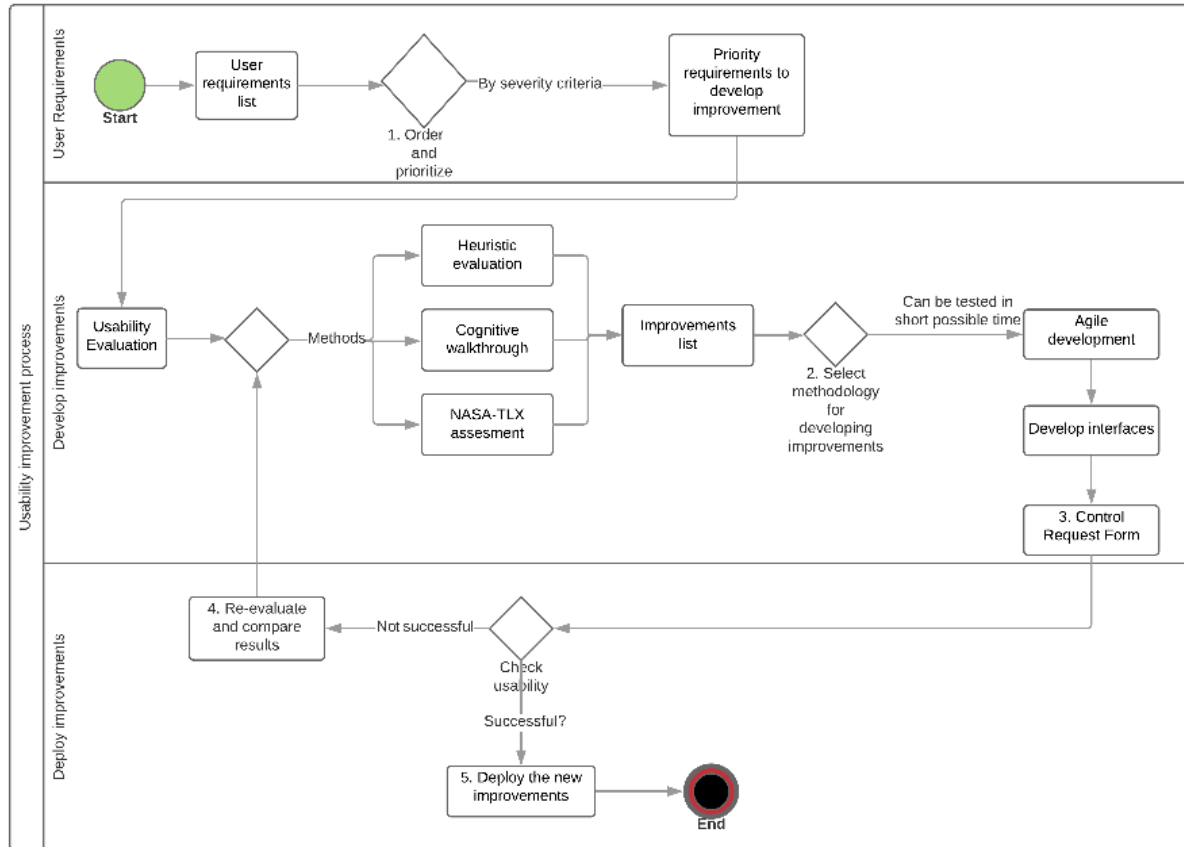 Usability improvement process
User Requirements
Start
User
requirements
list
1. Order
and
prioritize
By severity criteria
Priority
requirements to
develop
improvement
Develop improvements
Usability
Evaluation
Methods
Heuristic
evaluation
Cognitive
walkthrough
NASA-TLX
assesment
Improvements
list
2. Select
methodology
for
developing
improvements
Can be tested in
short possible time
Agile
development
Develop interfaces
3. Control
Request Form
Deploy improvements
4. Re-evaluate
and compare
results
Not successful
Check
usability
Successful?
5. Deploy the new
improvements
End